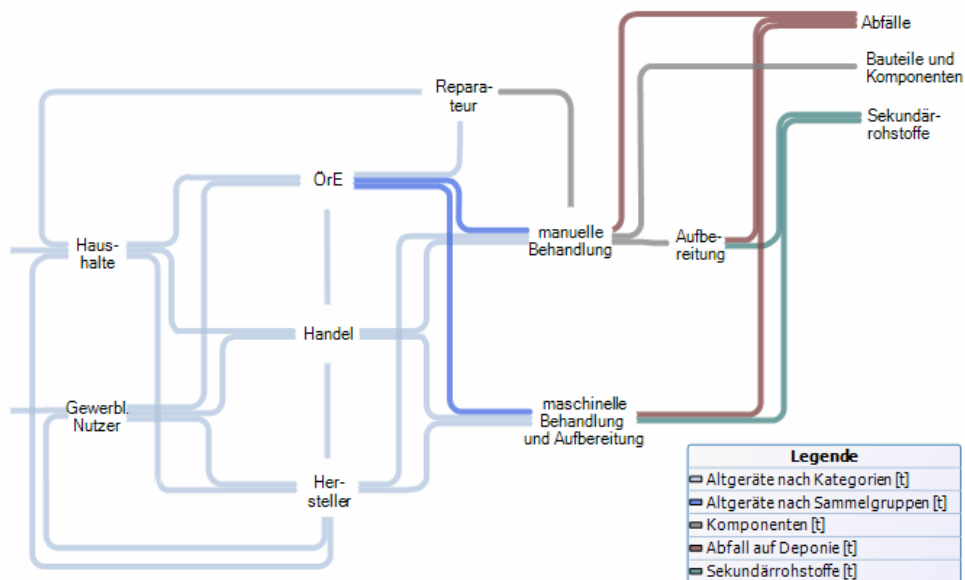 Abfälle
Bauteile und
Komponenten
Repara-
teur
Sekundär-
rohstoffe
ÖrE
Haus-
halte
manuelle
Behandlung
Aufbe-
reitung
Handel
Gewerbl.
Nutzer
maschinelle
Behandlung
und Aufbereitung
Her-
steller
Legende
Altgeräte nach Kategorien [t]
Altgeräte nach Sammelgruppen [t]
Komponenten [t]
Abfall auf Deponie [t]
Sekundärrohstoffe [t]